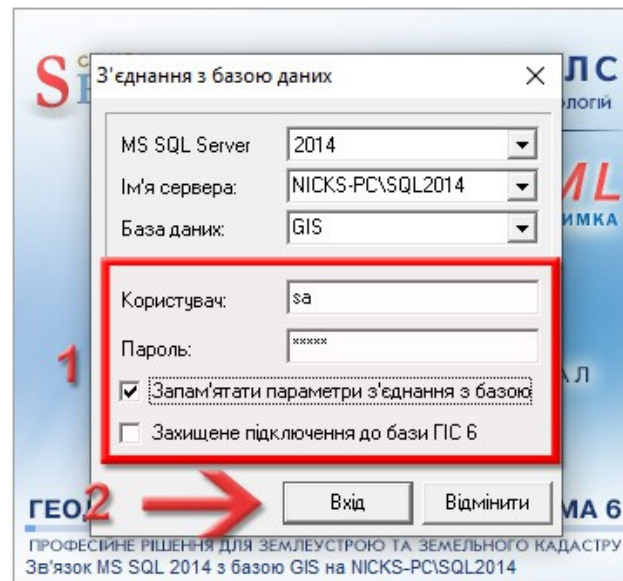 З'єднання з базою даних
ЛС
логій
MS SQL Server 2014
Ім'я сервера: NICKS-PC\SQL2014
ML
ИМКА
База даних: GIS
Користувач: sa
Пароль: *****
1
АЛ
Запам'ятати параметри з'єднання з базою
Захищене підключення до бази ГІС 6
2
Вхід Відмінити
ГЕО МА 6
ПРОФЕСІЙНЕ РІШЕННЯ ДЛЯ ЗЕМЛЕУСТРОЮ ТА ЗЕМЕЛЬНОГО КАДАСТРУ
Зв'язок MS SQL 2014 з базою GIS на NICKS-PC\SQL2014